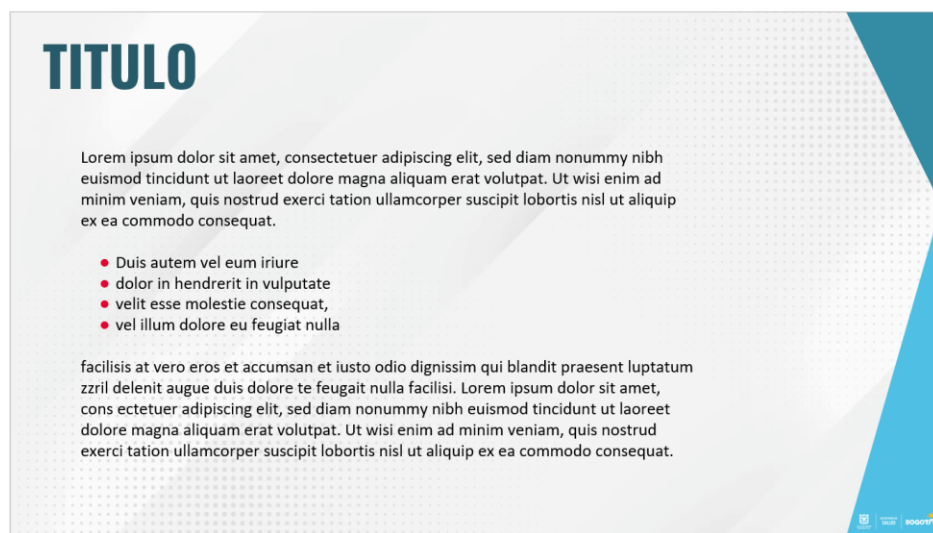 TITULO
Lorem ipsum dolor sit amet, consectetuer adipiscing elit, sed diam nonummy nibh
euismod tincidunt ut laoreet dolore magna aliquam erat volutpat. Ut wisi enim ad
minim veniam, quis nostrud exerci tation ullamcorper suscipit lobortis nisl ut aliquip
ex ea commodo consequat.
● Duis autem vel eum iriure
● dolor in hendrerit in vulputate
● velit esse molestie consequat,
● vel illum dolore eu feugiat nulla
facilisis at vero eros et accumsan et iusto odio dignissim qui blandit praesent luptatum
zzril delenit augue duis dolore te feugait nulla facilisi. Lorem ipsum dolor sit amet,
cons ectetuer adipiscing elit, sed diam nonummy nibh euismod tincidunt ut laoreet
dolore magna aliquam erat volutpat. Ut wisi enim ad minim veniam, quis nostrud
exerci tation ullamcorper suscipit lobortis nisl ut aliquip ex ea commodo consequat.
SALUD